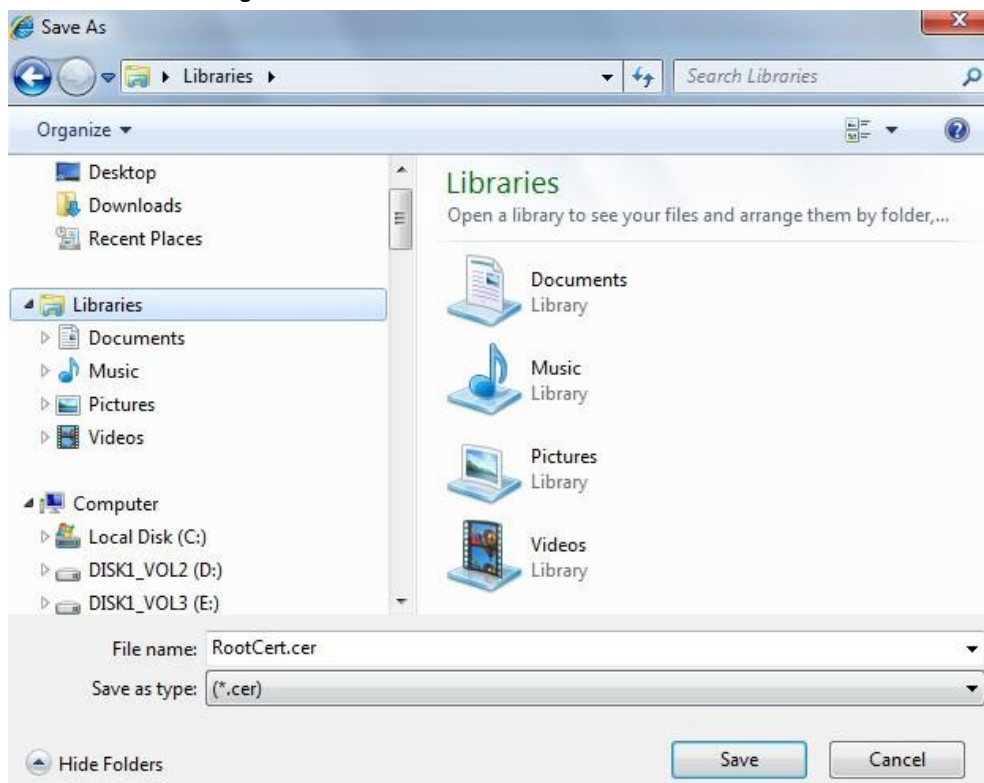 Save As
Libraries
Search Libraries
Organize
Desktop
Downloads
Recent Places
Libraries
Documents
Music
Pictures
Videos
Computer
Local Disk (C:)
DISK1_VOL2 (D:)
DISK1_VOL3 (E:)
Libraries
Open a library to see your files and arrange them by folder,...
Documents
Library
Music
Library
Pictures
Library
Videos
Library
File name: RootCert.cer
Save as type: (*.cer)
Hide Folders
Save
Cancel